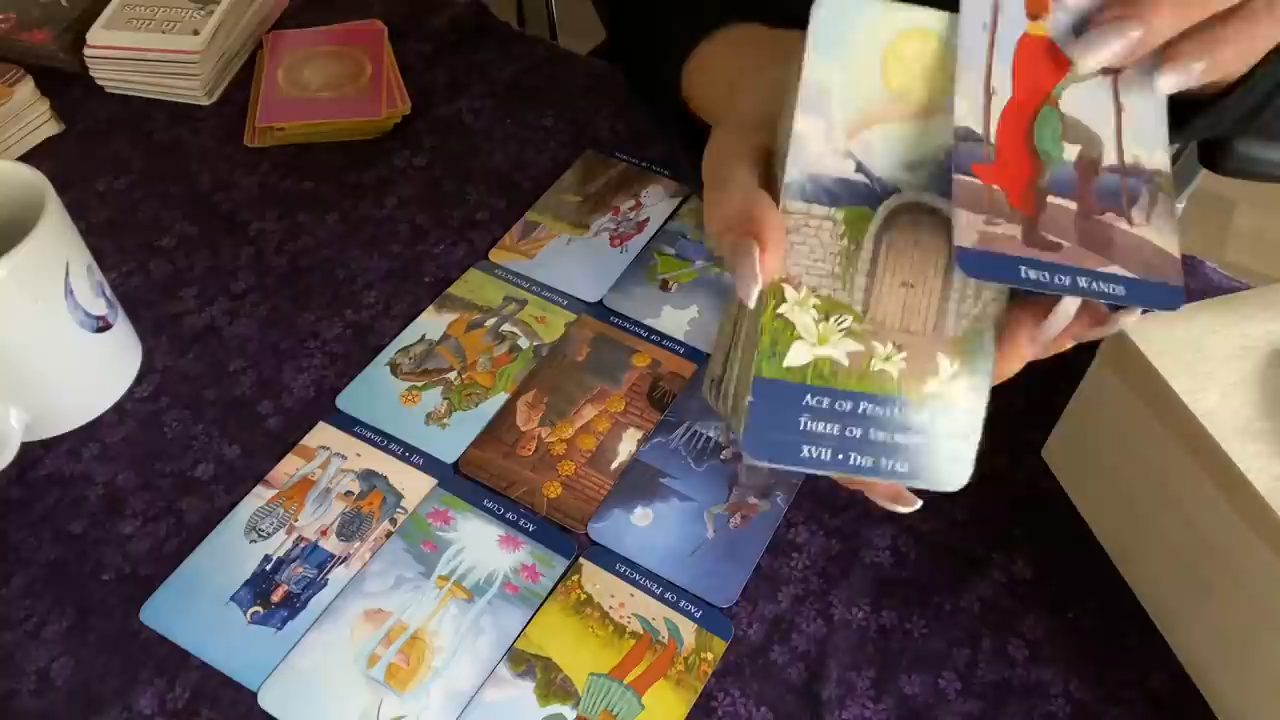 In the
Shadows
TWO OF WANDS
ACE OF PENTACLES
THREE OF SWORDS
XVII • THE STAR
KNIGHT OF PENTACLES
EIGHT OF PENTACLES
VII • THE CHARIOT
ACE OF CUPS
PAGE OF PENTACLES